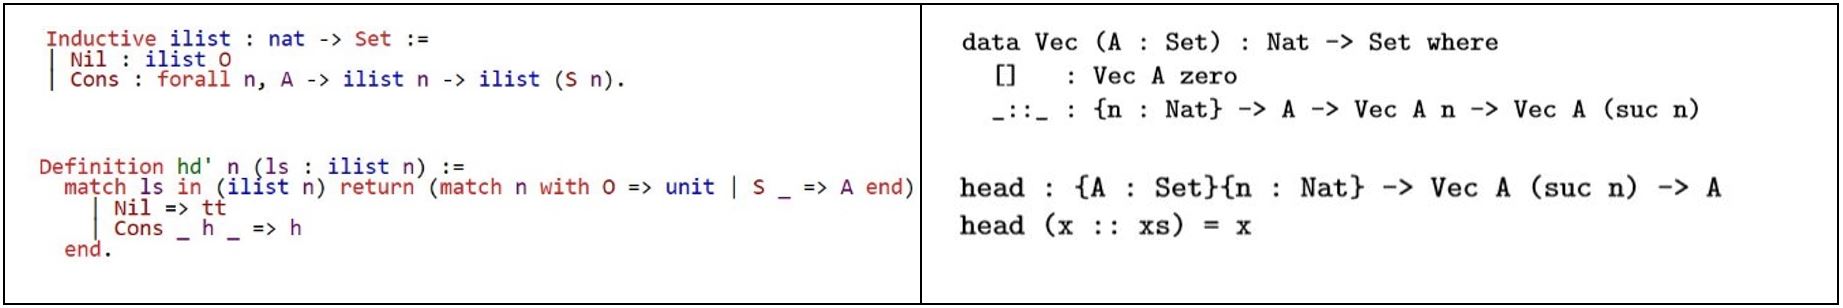 Inductive ilist : nat -> Set :=
| Nil : ilist O
| Cons : forall n, A -> ilist n -> ilist (S n).
Definition hd' n (ls : ilist n) :=
match ls in (ilist n) return (match n with O => unit | S _ => A end)
| Nil => tt
| Cons _ h _ => h
end.
data Vec (A : Set) : Nat -> Set where
[] : Vec A zero
_::_ : {n : Nat} -> A -> Vec A n -> Vec A (suc n)
head : {A : Set}{n : Nat} -> Vec A (suc n) -> A
head (x :: xs) = x